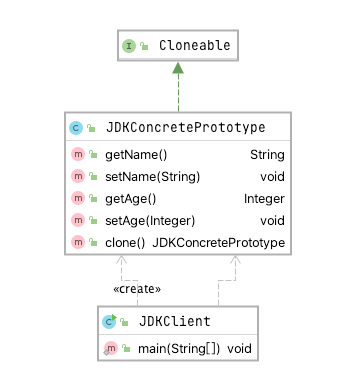 I Cloneable
C JDKConcretePrototype
m getName() String
m setName(String) void
m getAge() Integer
m setAge(Integer) void
m clone() JDKConcretePrototype
«create»
C JDKClient
m main(String[]) void